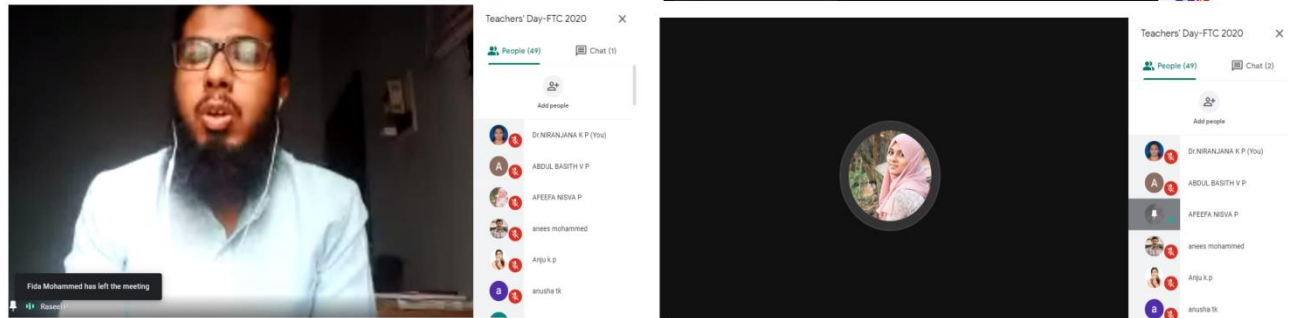 Teachers' Day-FTC 2020
People (49) Chat (1)
Add people
Dr.NIRANJANA K P (You)
A ABDUL BASITH V P
AFEEFA NISVA P
anees mohammed
Anju k.p
a anusha tk
Fida Mohammed has left the meeting
Teachers' Day-FTC 2020
People (49) Chat (2)
Add people
Dr.NIRANJANA K P (You)
A ABDUL BASITH V P
AFEEFA NISVA P
anees mohammed
Anju k.p
a anusha tk